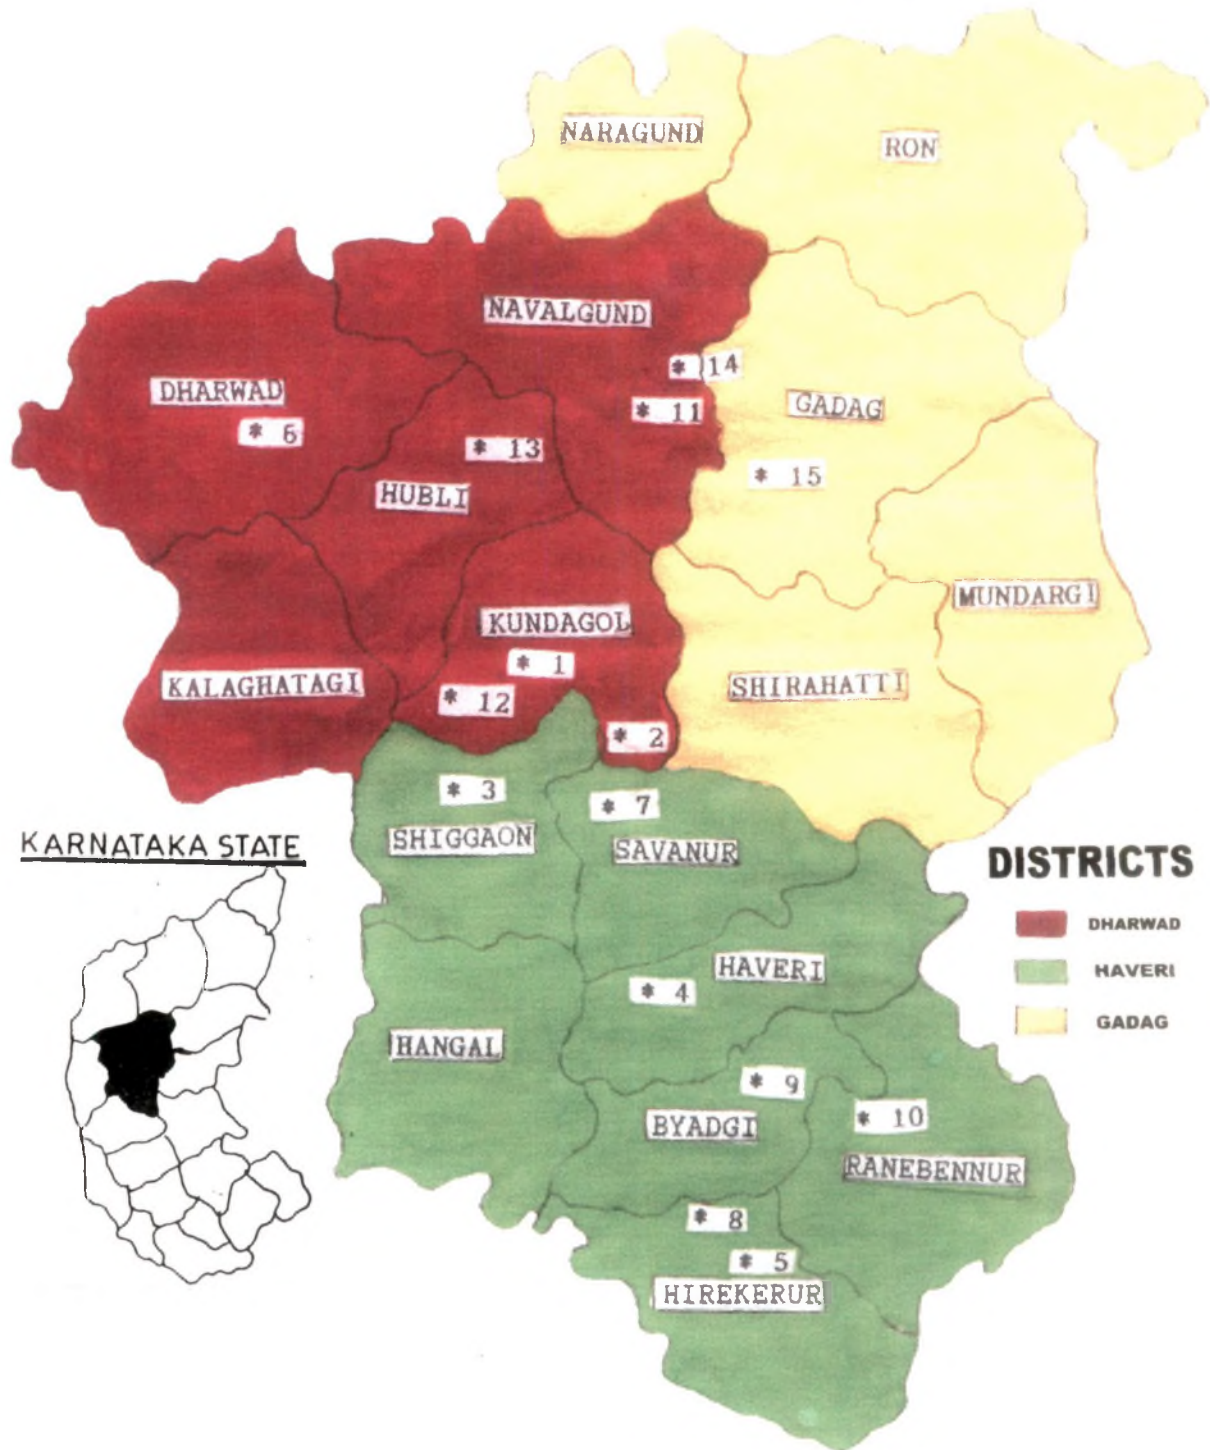 NARAGUND
RON
NAVALGUND
* 14
DHARWAD
GADAG
* 11
* 6
* 13
* 15
HUBLI
MUNDARGI
KUNDAGOL
* 1
KALAGHATAGI
SHIRAHATTI
* 12
* 2
* 3
* 7
SHIGGAON
SAVANUR
KARNATAKA STATE
DISTRICTS
DHARWAD
HAVERI
GADAG
HAVERI
* 4
HANGAL
* 9
BYADGI
* 10
RANEBENNUR
* 8
* 5
HIREKERUR